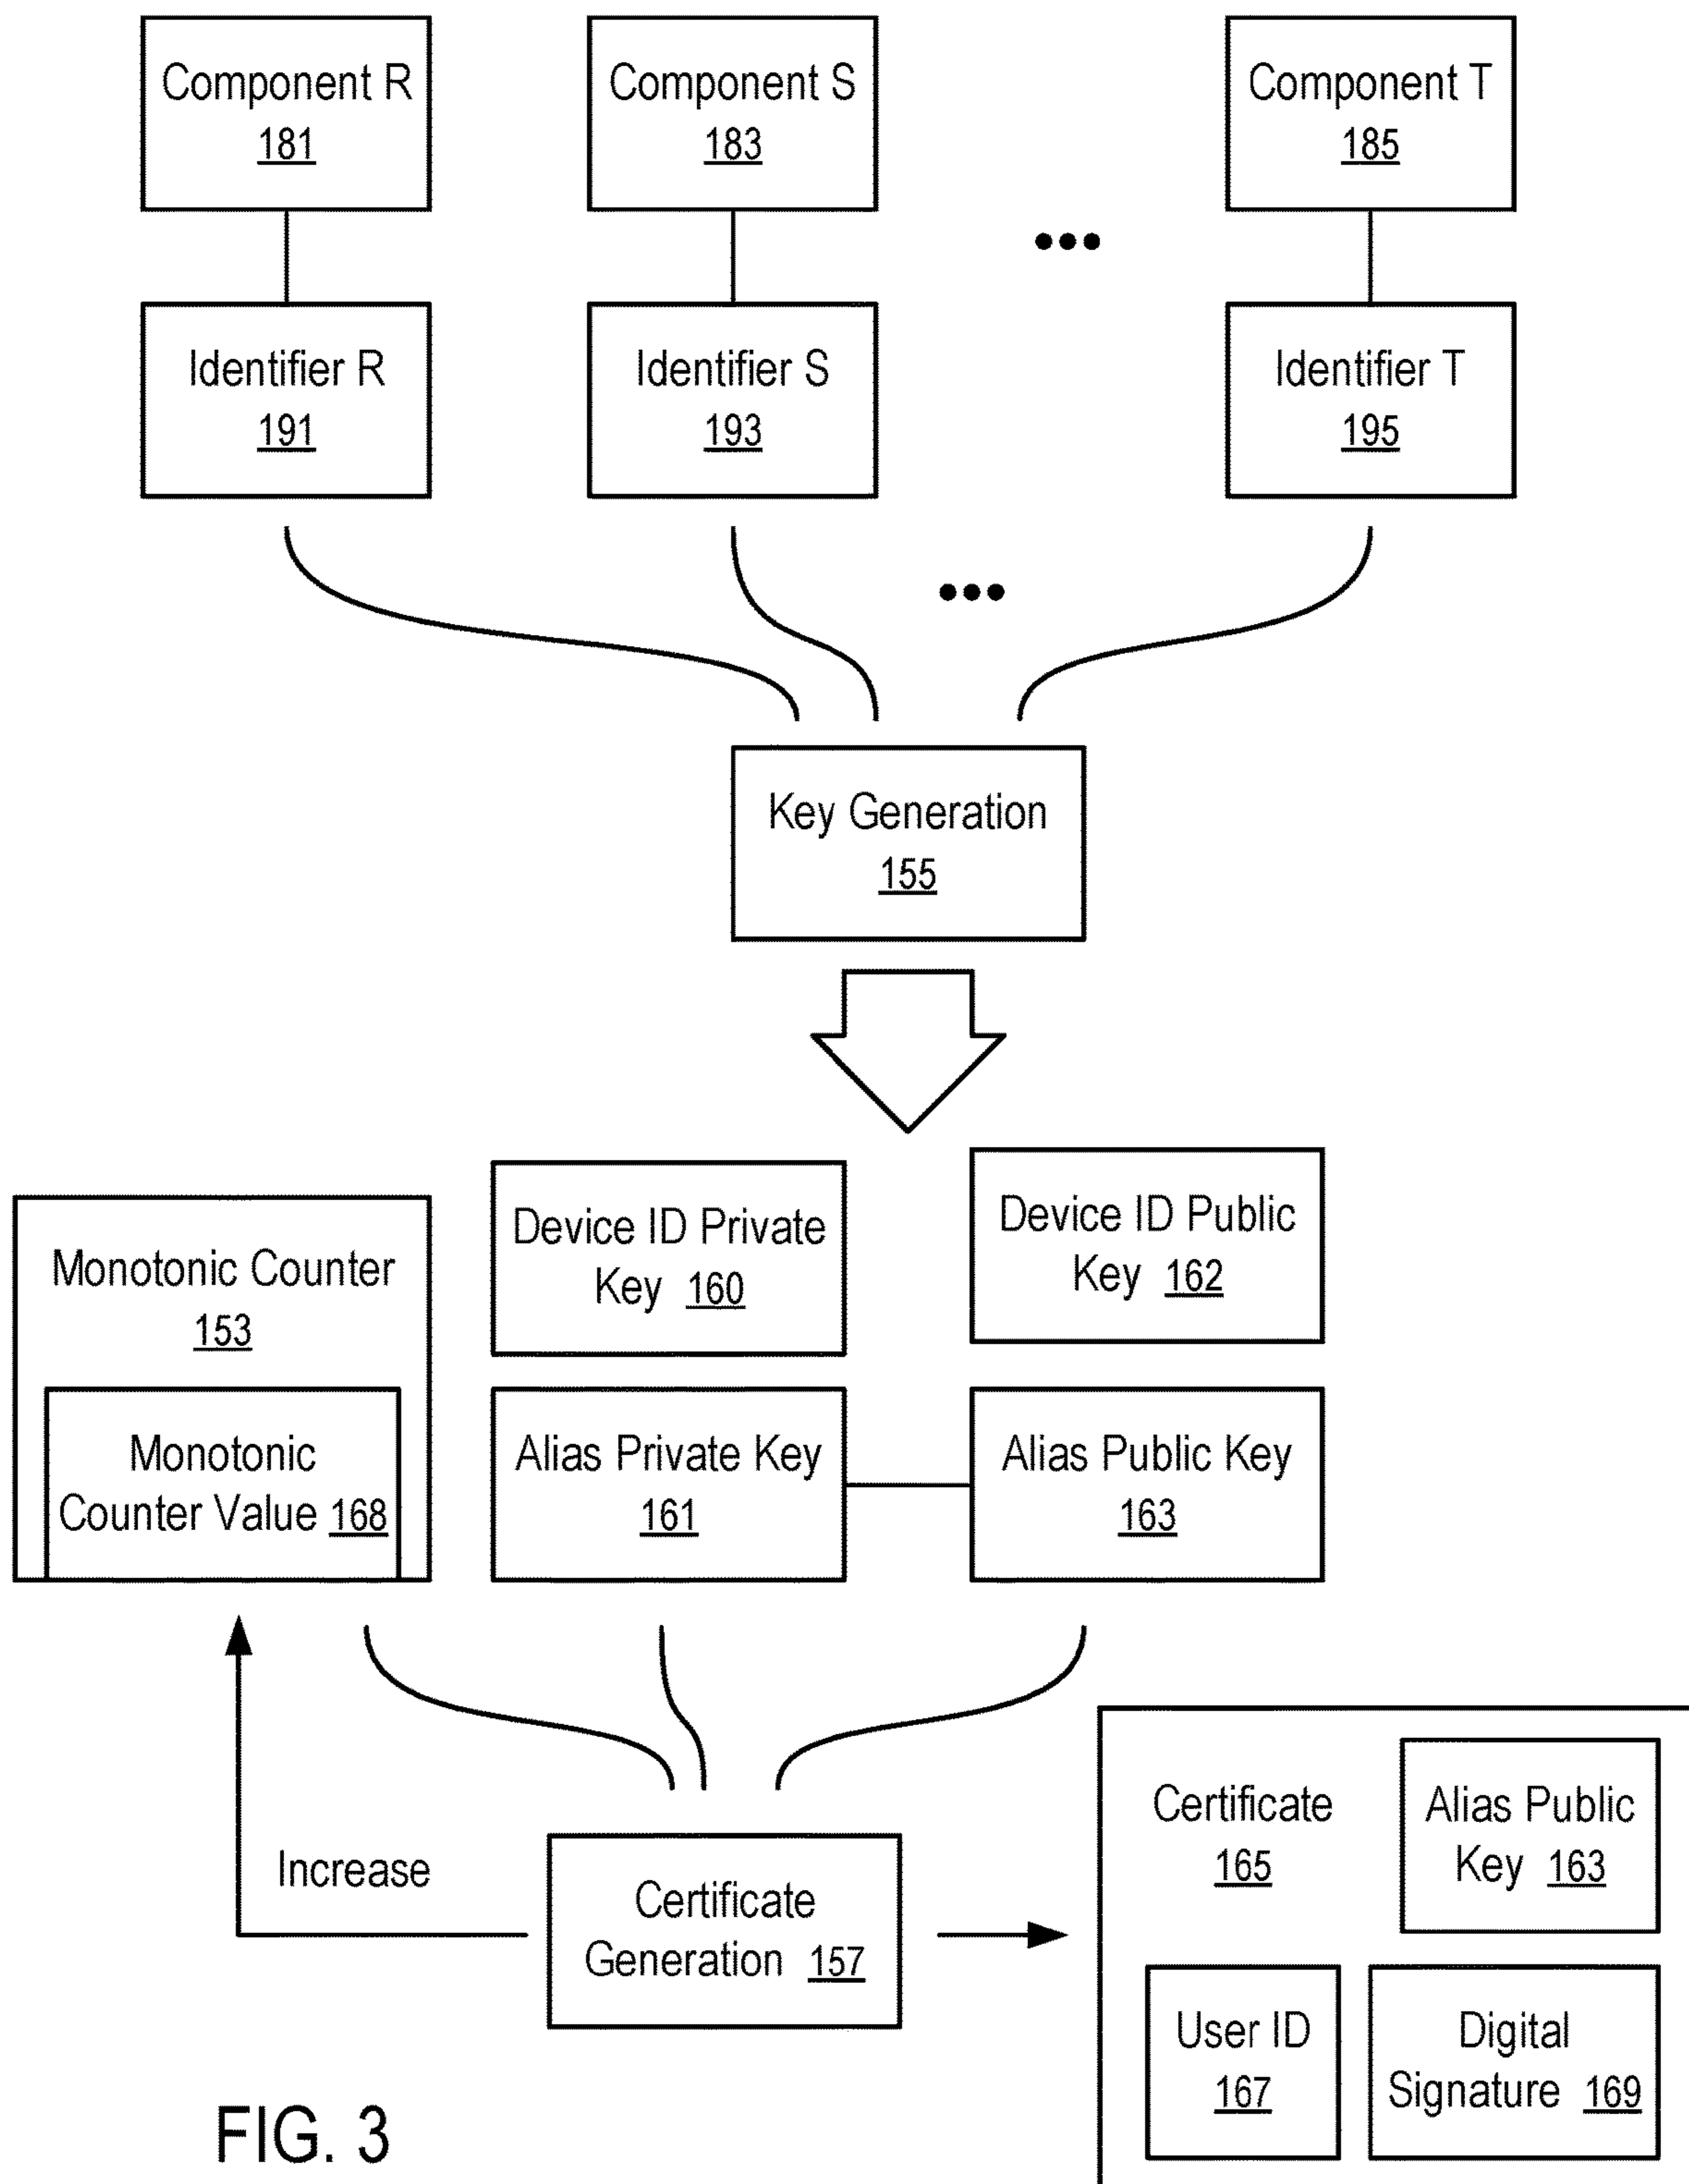 Component R
181
Component S
183
Component T
185
Identifier R
191
Identifier S
193
Identifier T
195
Key Generation
155
Monotonic Counter
153
Monotonic
Counter Value 168
Device ID Private
Key 160
Device ID Public
Key 162
Alias Private Key
161
Alias Public Key
163
Increase
Certificate
Generation 157
Certificate
165
Alias Public
Key 163
User ID
167
Digital
Signature 169
FIG. 3